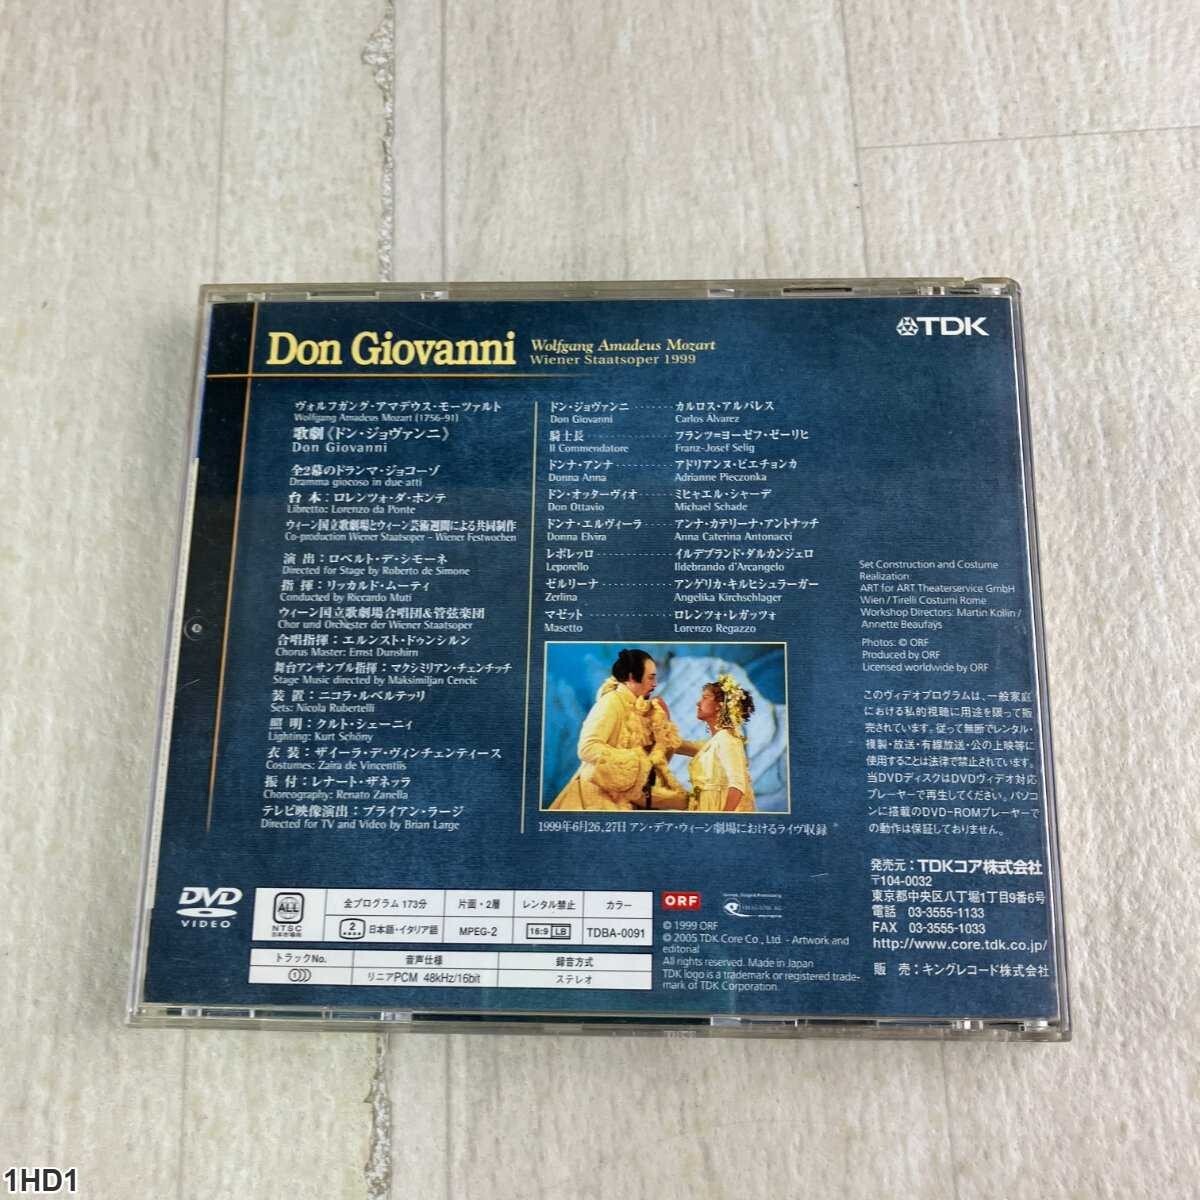 Don Giovanni
Wolfgang Amadeus Mozart
Wiener Staatsoper 1999
TDK
ヴォルフガング・アマデウス・モーツァルト
Wolfgang Amadeus Mozart (1756-91)
歌劇《ドン・ジョヴァンニ》
Don Giovanni
全2幕のドランマ・ジョコーゾ
Dramma giocoso in due atti
台 本：ロレンツォ・ダ・ポンテ
Libretto: Lorenzo da Ponte
ウィーン国立歌劇場とウィーン芸術週間による共同制作
Co-production Wiener Staatsoper – Wiener Festwochen
演 出：ロベルト・デ・シモーネ
Directed for Stage by Roberto de Simone
指 揮：リッカルド・ムーティ
Conducted by Riccardo Muti
ウィーン国立歌劇場合唱団&管弦楽団
Chor und Orchester der Wiener Staatsoper
合唱指揮：エルンスト・ドゥンシルン
Chorus Master: Ernst Dunshirn
舞台アンサンブル指揮：マクシミリアン・チェンチッチ
Stage Music directed by Maksimiljan Cencic
装 置：ニコラ・ルベルテッリ
Sets: Nicola Rubertelli
照 明：クルト・シェーニィ
Lighting: Kurt Schöny
衣 装：ザイーラ・デ・ヴィンチェンティース
Costumes: Zaira de Vincentiis
振 付：レナート・ザネッラ
Choreography: Renato Zanella
テレビ映像演出：ブライアン・ラージ
Directed for TV and Video by Brian Large
ドン・ジョヴァンニ ········ カルロス・アルバレス
Don Giovanni Carlos Álvarez
騎士長 ········ フランツ=ヨーゼフ・ゼーリヒ
Il Commendatore Franz-Josef Selig
ドンナ・アンナ ········ アドリアンヌ・ピエチョンカ
Donna Anna Adrianne Pieczonka
ドン・オッターヴィオ ········ ミヒャエル・シャーデ
Don Ottavio Michael Schade
ドンナ・エルヴィーラ ········ アンナ・カテリーナ・アントナッチ
Donna Elvira Anna Caterina Antonacci
レポレッロ ········ イルデブランド・ダルカンジェロ
Leporello Ildebrando d'Arcangelo
ゼルリーナ ········ アンゲリカ・キルヒシュラーガー
Zerlina Angelika Kirchschlager
マゼット ········ ロレンツォ・レガッツォ
Masetto Lorenzo Regazzo
1999年6月26,27日 アン・デア・ウィーン劇場におけるライヴ収録
Set Construction and Costume
Realization:
ART for ART Theaterservice GmbH
Wien / Tirelli Costumi Rome
Workshop Directors: Martin Kollin /
Annette Beaufaÿs
Photos: © ORF
Produced by ORF
Licensed worldwide by ORF
このヴィデオプログラムは、一般家庭
における私的視聴に用途を限って販
売されています。従って無断でレンタル・
複製・放送・有線放送・公の上映等に
使用することは法律で禁止されています。
当DVDディスクはDVDヴィデオ対応
プレーヤーで再生してください。パソコ
ンに搭載のDVD-ROMプレーヤーで
の動作は保証しておりません。
発売元：TDKコア株式会社
〒104-0032
東京都中央区八丁堀1丁目9番6号
電話 03-3555-1133
FAX 03-3555-1033
http://www.core.tdk.co.jp/
販 売：キングレコード株式会社
DVD
VIDEO
ALL
NTSC
日本市場向
全プログラム 173分
片面・2層
レンタル禁止
カラー
2 日本語・イタリア語
MPEG-2
16:9 LB
TDBA-0091
トラックNo.
音声仕様
録音方式
①
リニアPCM 48kHz/16bit
ステレオ
ORF
© 1999 ORF
© 2005 TDK Core Co., Ltd. - Artwork and
editorial
All rights reserved. Made in Japan
TDK logo is a trademark or registered trade-
mark of TDK Corporation.
1HD1